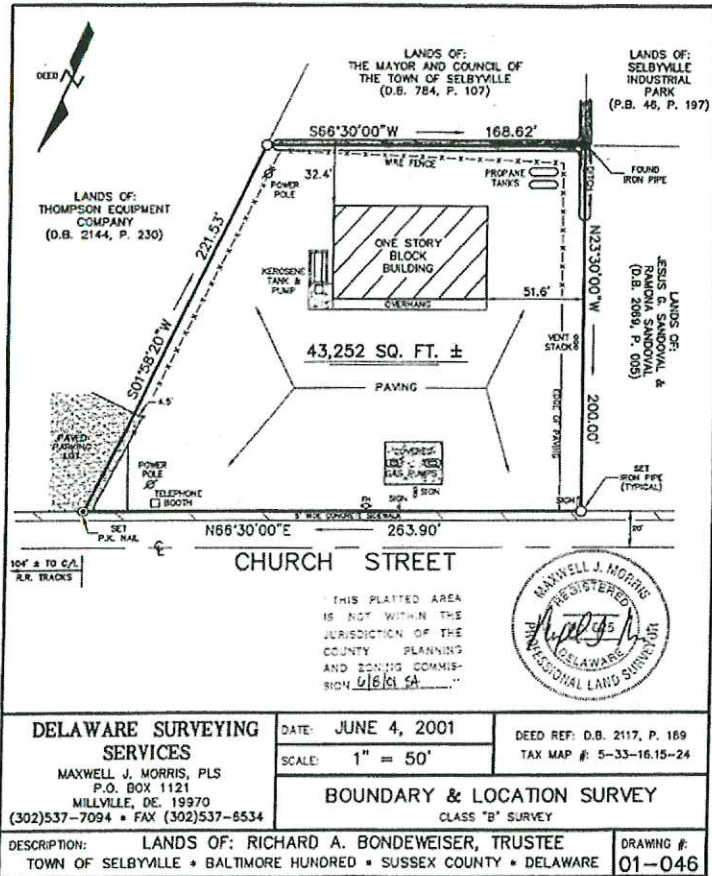 DEED
N
LANDS OF:
THE MAYOR AND COUNCIL OF
THE TOWN OF SELBYVILLE
(D.B. 784, P. 107)
LANDS OF:
SELBYVILLE
INDUSTRIAL
PARK
(P.B. 46, P. 197)
S66°30'00"W
168.62'
WIRE FENCE
32.4'
POWER
POLE
PROPANE
TANKS
DITCH
FOUND
IRON PIPE
LANDS OF:
THOMPSON EQUIPMENT
COMPANY
(D.B. 2144, P. 230)
221.53'
S01°58'20"W
ONE STORY
BLOCK
BUILDING
KEROSENE
TANK &
PUMP
OVERHANG
51.6'
N23°30'00"W
200.00'
LANDS OF:
JESUS G. SANDOVAL &
RAMONA SANDOVAL
(D.B. 2069, P. 005)
VENT
STACK
43,252 SQ. FT. ±
PAVING
EDGE OF PAVING
4.5'
PAVED
PARKING
LOT
POWER
POLE
TELEPHONE
BOOTH
COVERED
GAS PUMPS
SIGN
SIGN
SIGN
SET
IRON PIPE
(TYPICAL)
5' WIDE CONCRETE SIDEWALK
SET
P.K. NAIL
N66°30'00"E
263.90'
20'
104' ± TO C/L
R.R. TRACKS
CHURCH STREET
THIS PLATTED AREA
IS NOT WITHIN THE
JURISDICTION OF THE
COUNTY PLANNING
AND ZONING COMMIS-
SION
MAXWELL J. MORRIS
REGISTERED
DELAWARE
PROFESSIONAL LAND SURVEYOR
DELAWARE SURVEYING
SERVICES
MAXWELL J. MORRIS, PLS
P.O. BOX 1121
MILLVILLE, DE. 19970
(302)537-7094 * FAX (302)537-6534
DATE: JUNE 4, 2001
SCALE: 1" = 50'
DEED REF: D.B. 2117, P. 189
TAX MAP #: 5-33-16.15-24
BOUNDARY & LOCATION SURVEY
CLASS "B" SURVEY
DESCRIPTION: LANDS OF: RICHARD A. BONDEWEISER, TRUSTEE
TOWN OF SELBYVILLE * BALTIMORE HUNDRED * SUSSEX COUNTY * DELAWARE
DRAWING #:
01-046